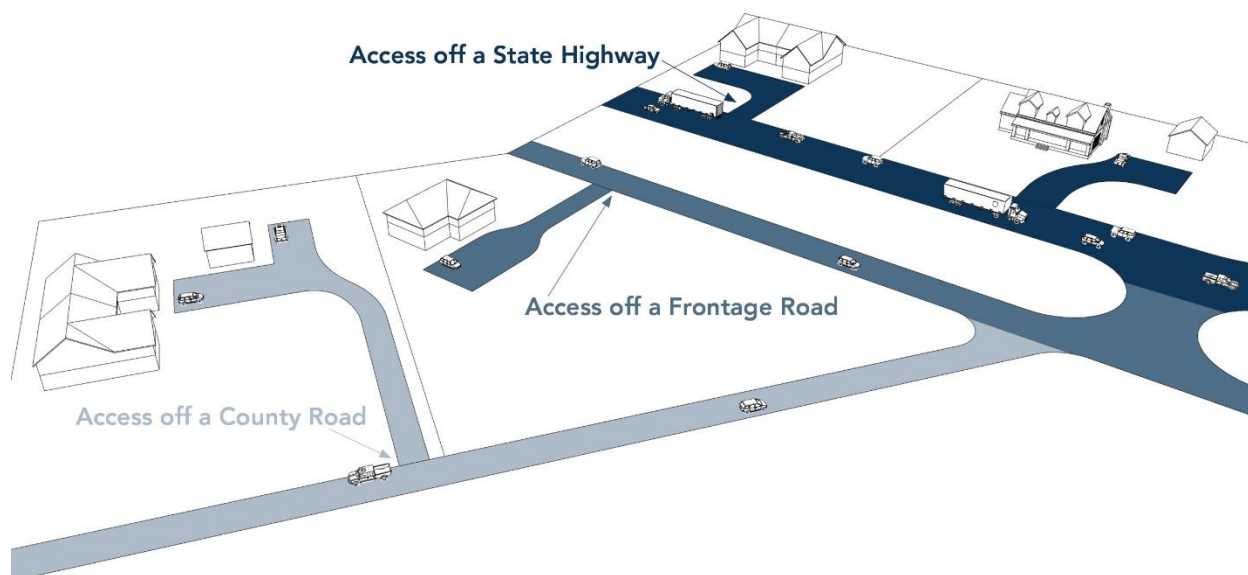 Access off a State Highway
Access off a Frontage Road
Access off a County Road